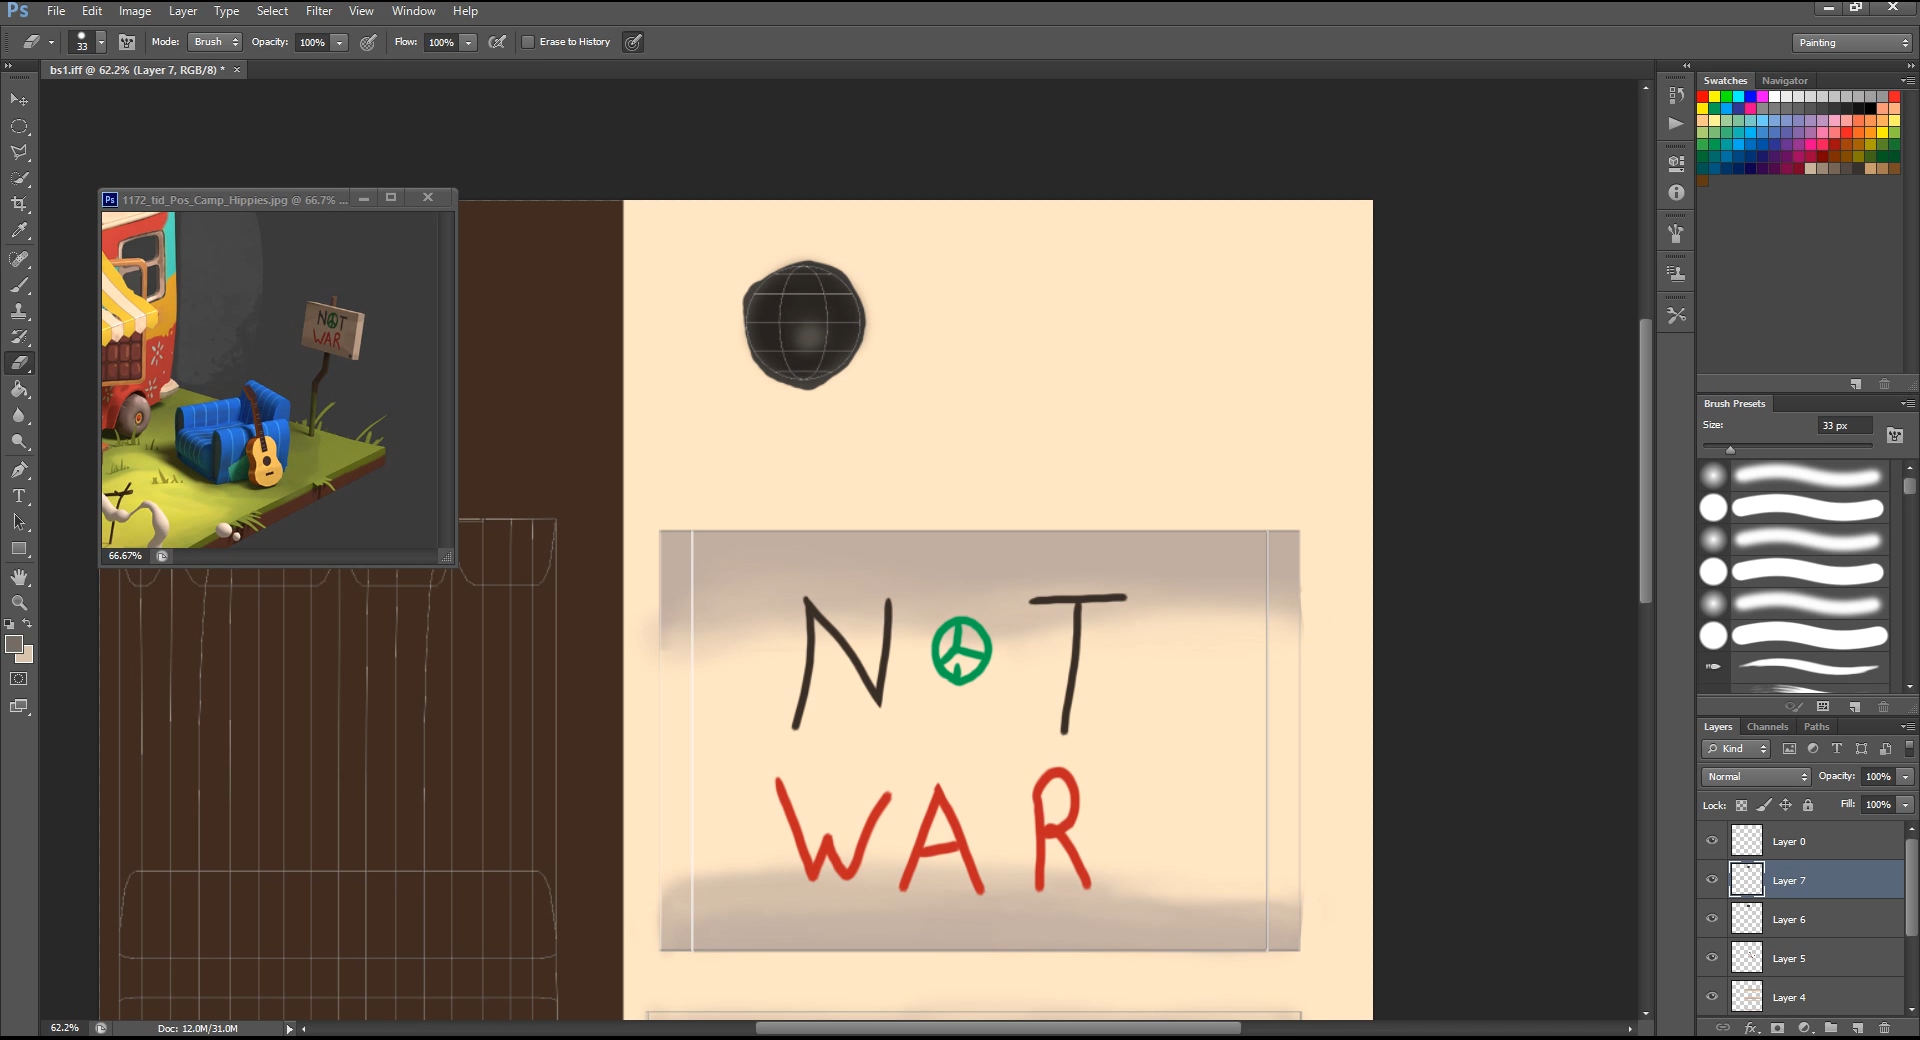 Ps File Edit Image Layer Type Select Filter View Window Help
33 Mode: Brush Opacity: 100% Flow: 100% Erase to History Painting
bs1.iff @ 62.2% (Layer 7, RGB/8) * ×
Swatches Navigator
Ps 1172_tid_Pos_Camp_Hippies.jpg @ 66.7% ...
NOT
WAR
66.67%
N T
WAR
Brush Presets
Size: 33 px
Layers Channels Paths
Kind
Normal Opacity: 100%
Lock: Fill: 100%
Layer 0
Layer 7
Layer 6
Layer 5
Layer 4
62.2% Doc: 12.0M/31.0M